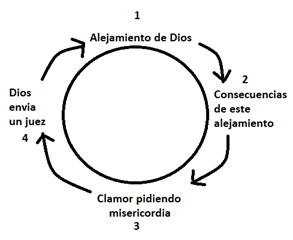 1
Alejamiento de Dios
2
Consecuencias
de este
alejamiento
Clamor pidiendo
misericordia
3
Dios
envia
un juez
4